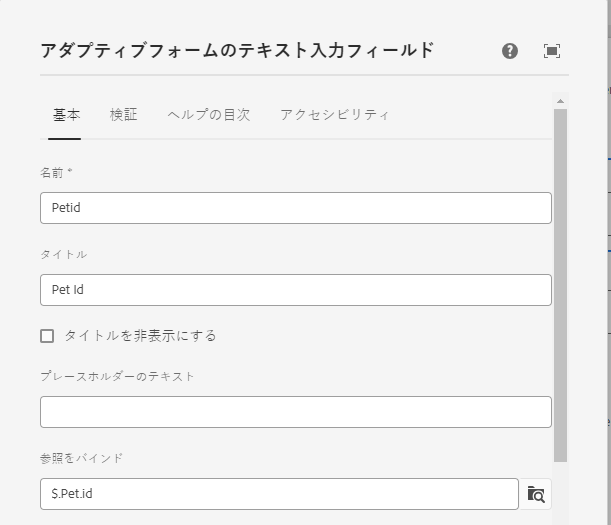 アダプティブフォームのテキスト入力フィールド
基本 検証 ヘルプの目次 アクセシビリティ
名前 *
Petid
タイトル
Pet Id
タイトルを非表示にする
プレースホルダーのテキスト
参照をバインド
$.Pet.id